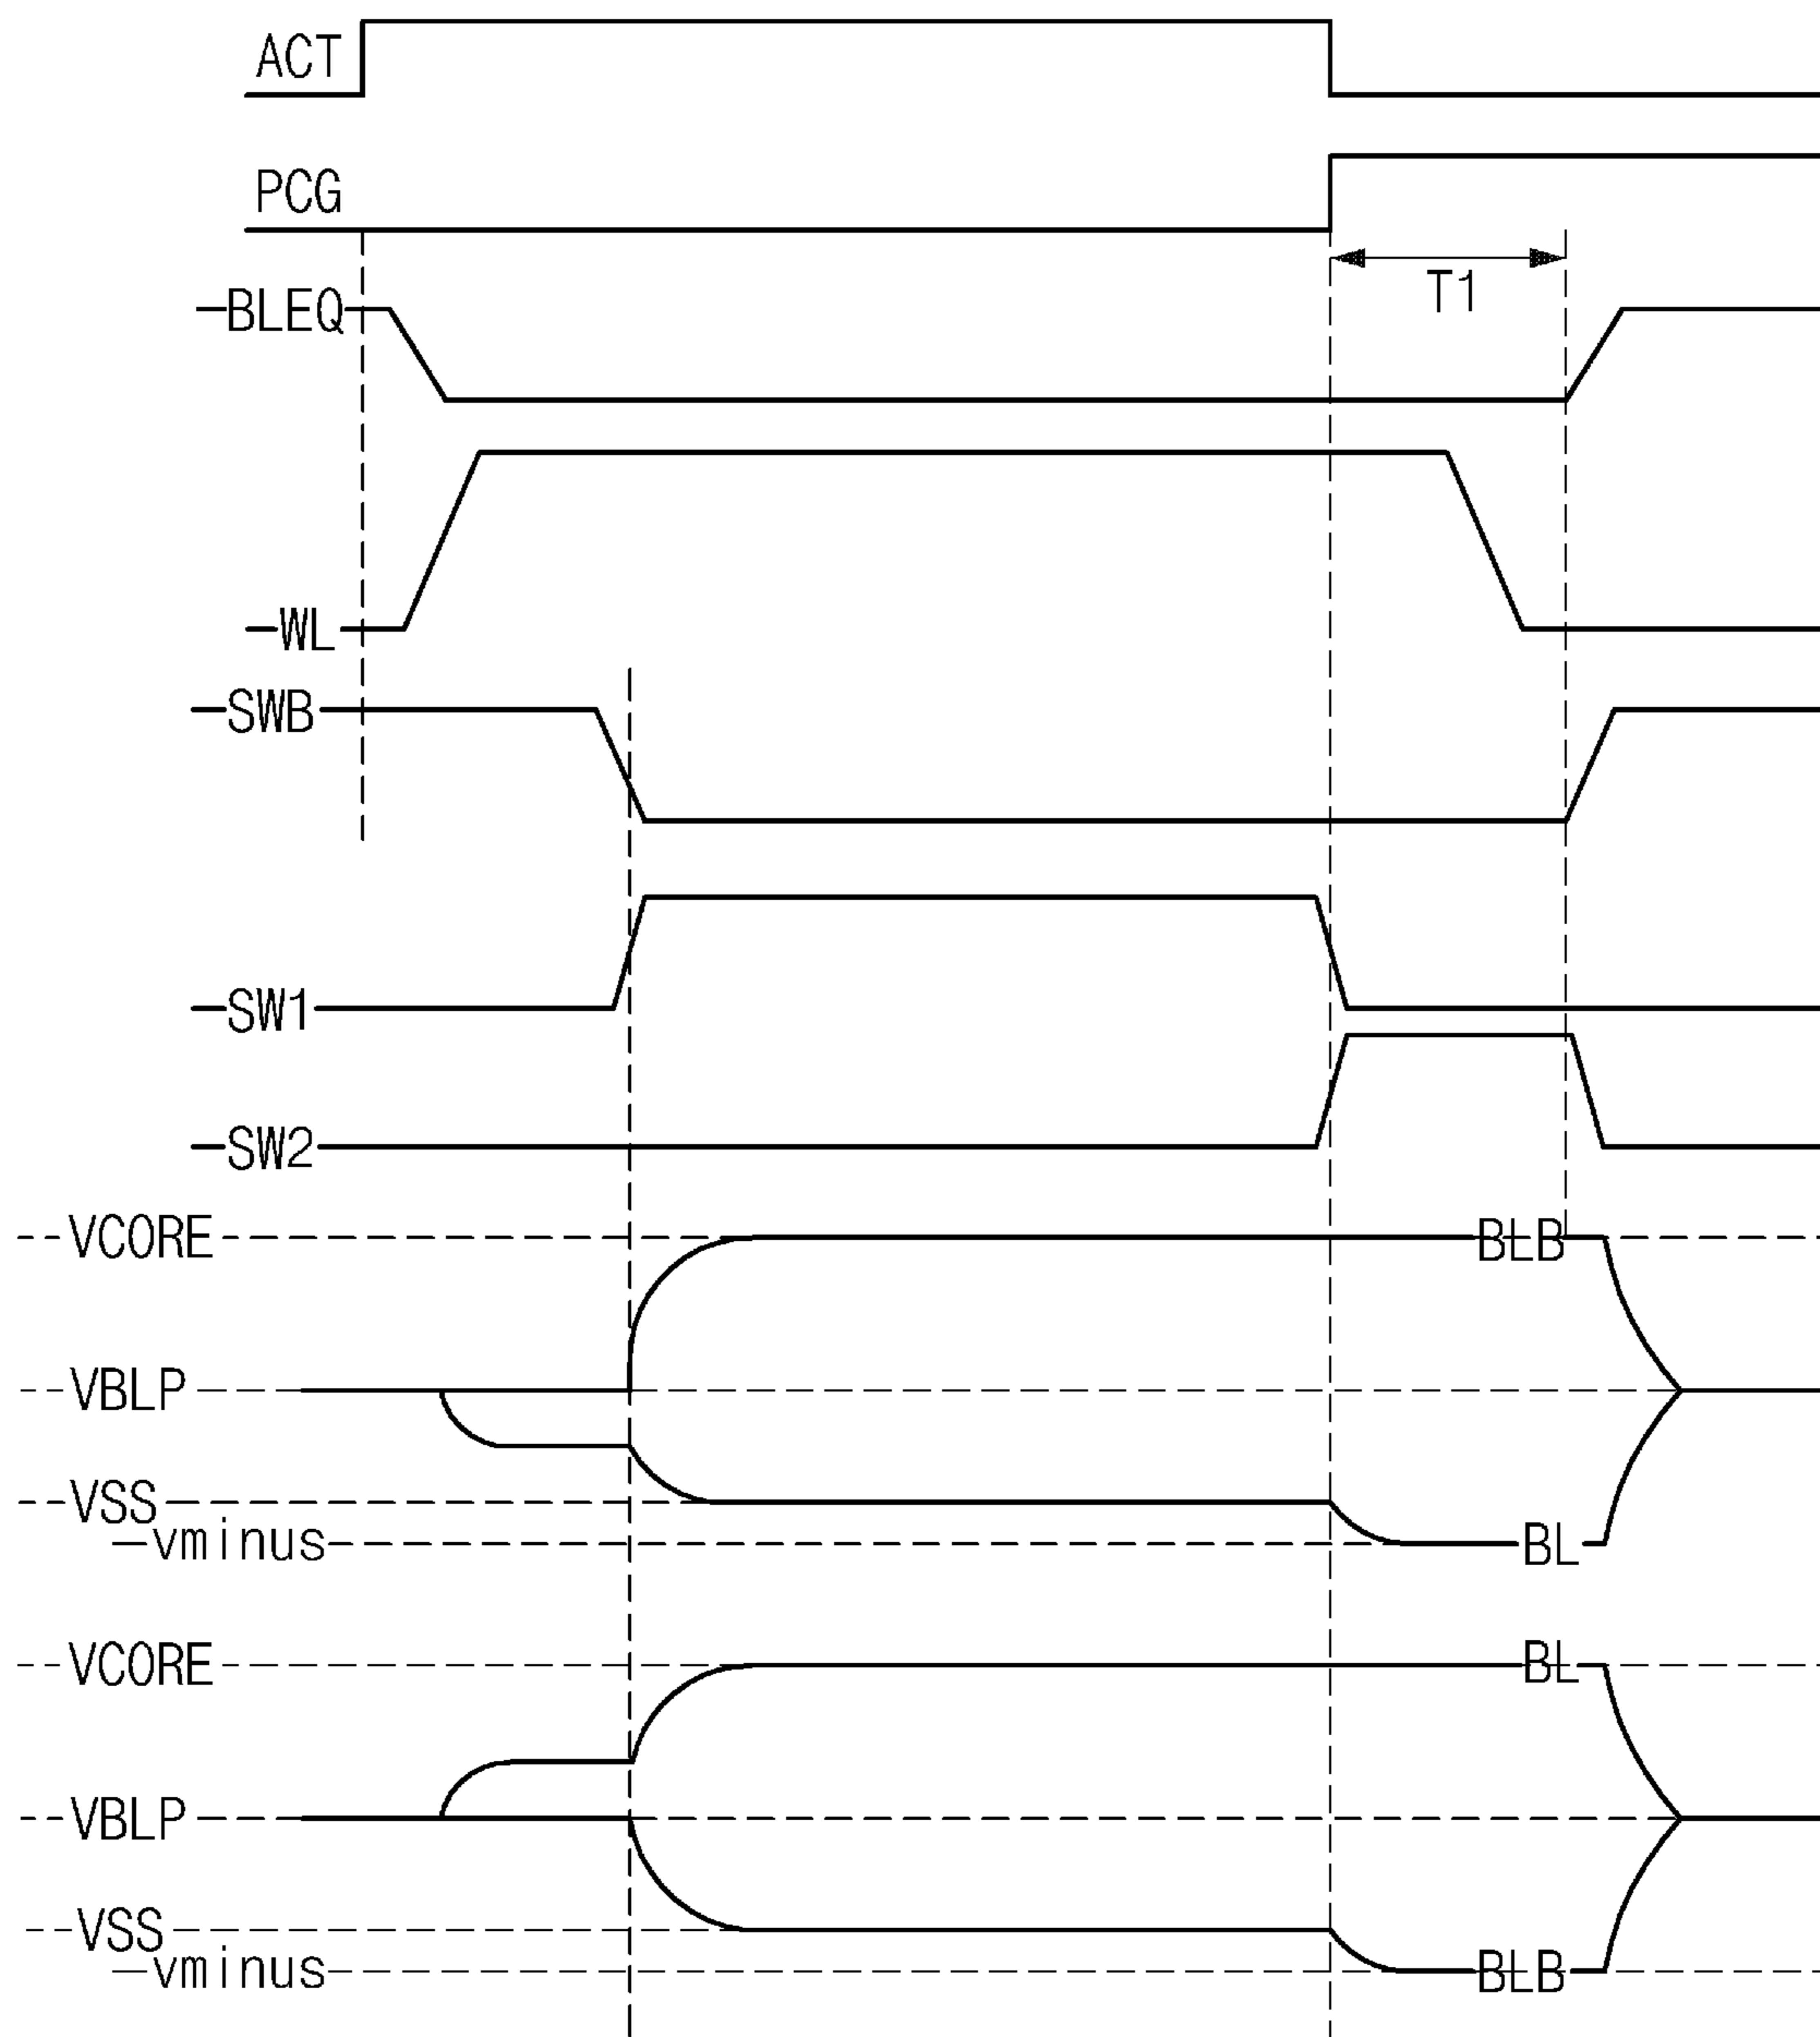 ACT
PCG
T1
BLEQ
WL
SWB
SW1
SW2
VCORE
BLB
VBLP
VSS
vminus
BL
VCORE
BL
VBLP
VSS
vminus
BLB